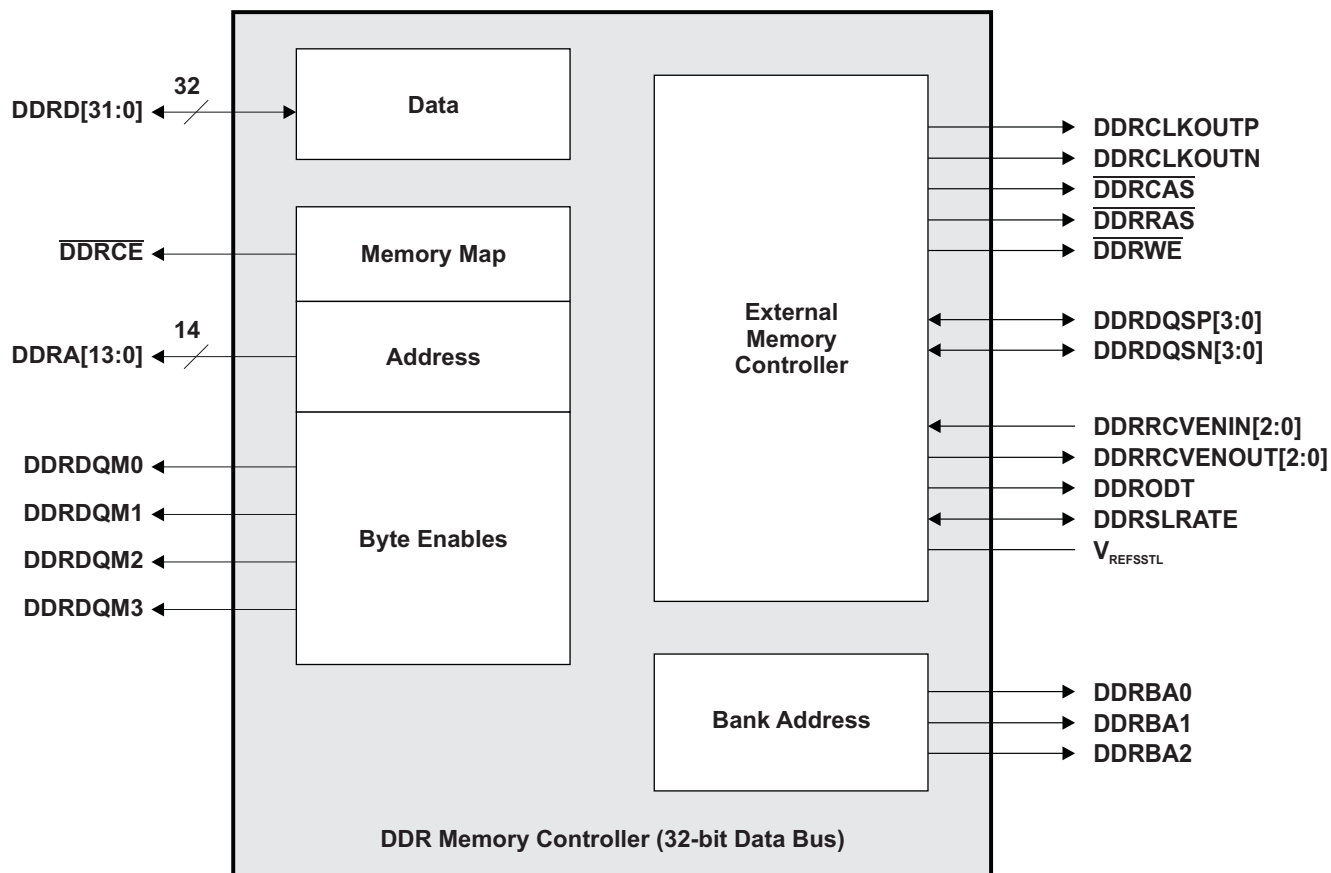 32
DDRD[31:0]
Data
DDRCE
Memory Map
14
DDRA[13:0]
Address
DDRDQM0
DDRDQM1
DDRDQM2
DDRDQM3
Byte Enables
External
Memory
Controller
DDRCLKOUTP
DDRCLKOUTN
DDRCAS
DDRRAS
DDRWE
DDRDQSP[3:0]
DDRDQSN[3:0]
DDRRCVENIN[2:0]
DDRRCVENOUT[2:0]
DDRODT
DDRSLRATE
VREFSSTL
Bank Address
DDRBA0
DDRBA1
DDRBA2
DDR Memory Controller (32-bit Data Bus)